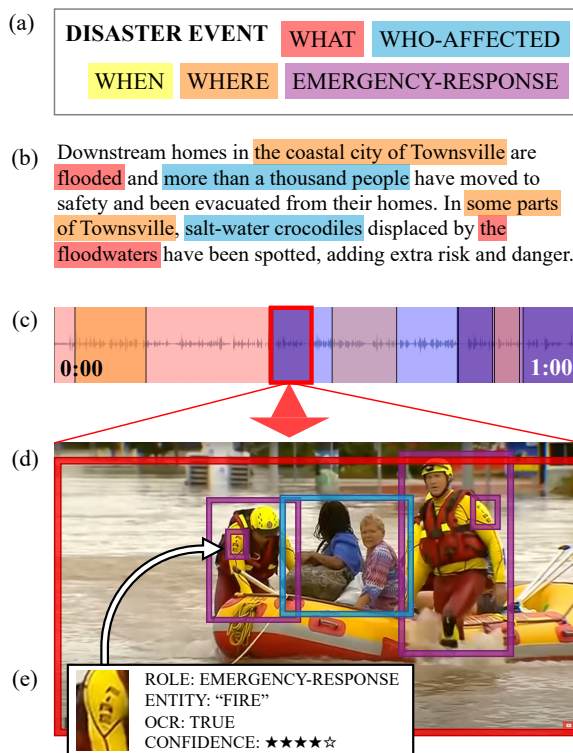 (a)
DISASTER EVENT WHAT WHO-AFFECTED
WHEN WHERE EMERGENCY-RESPONSE
(b)
Downstream homes in the coastal city of Townsville are
flooded and more than a thousand people have moved to
safety and been evacuated from their homes. In some parts
of Townsville, salt-water crocodiles displaced by the
floodwaters have been spotted, adding extra risk and danger.
(c)
0:00 1:00
(d)
(e)
ROLE: EMERGENCY-RESPONSE
ENTITY: “FIRE”
OCR: TRUE
CONFIDENCE: ★★★★☆